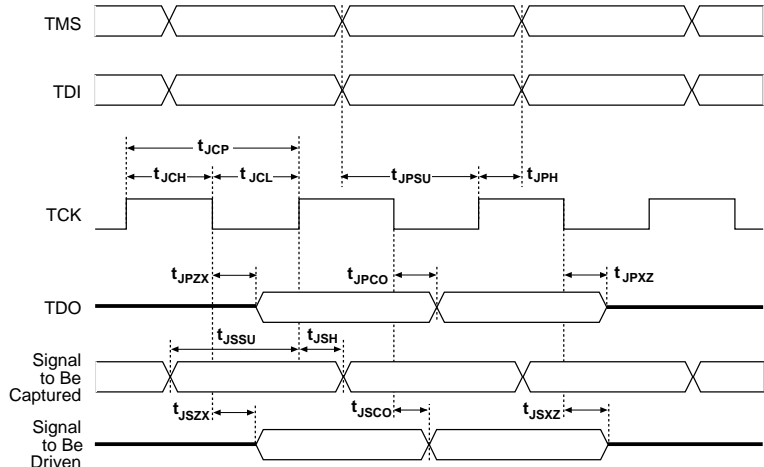 TMS
TDI
tJCP
tJCH
tJCL
tJPSU
tJPH
TCK
tJPZX
tJPCO
tJPXZ
TDO
tJSSU
tJSH
Signal
to Be
Captured
tJSZX
tJSCO
tJSXZ
Signal
to Be
Driven